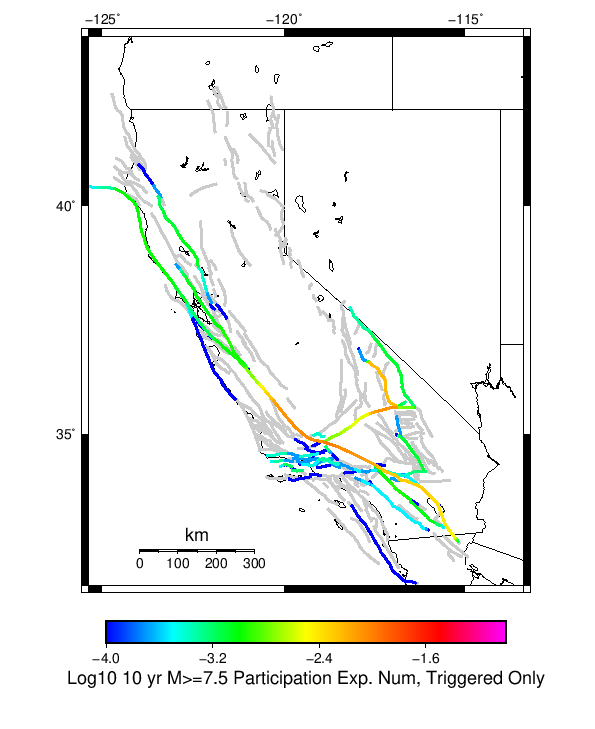 −125° −120° −115°
40°
35°
km
0 100 200 300
−4.0 −3.2 −2.4 −1.6
Log10 10 yr M>=7.5 Participation Exp. Num, Triggered Only